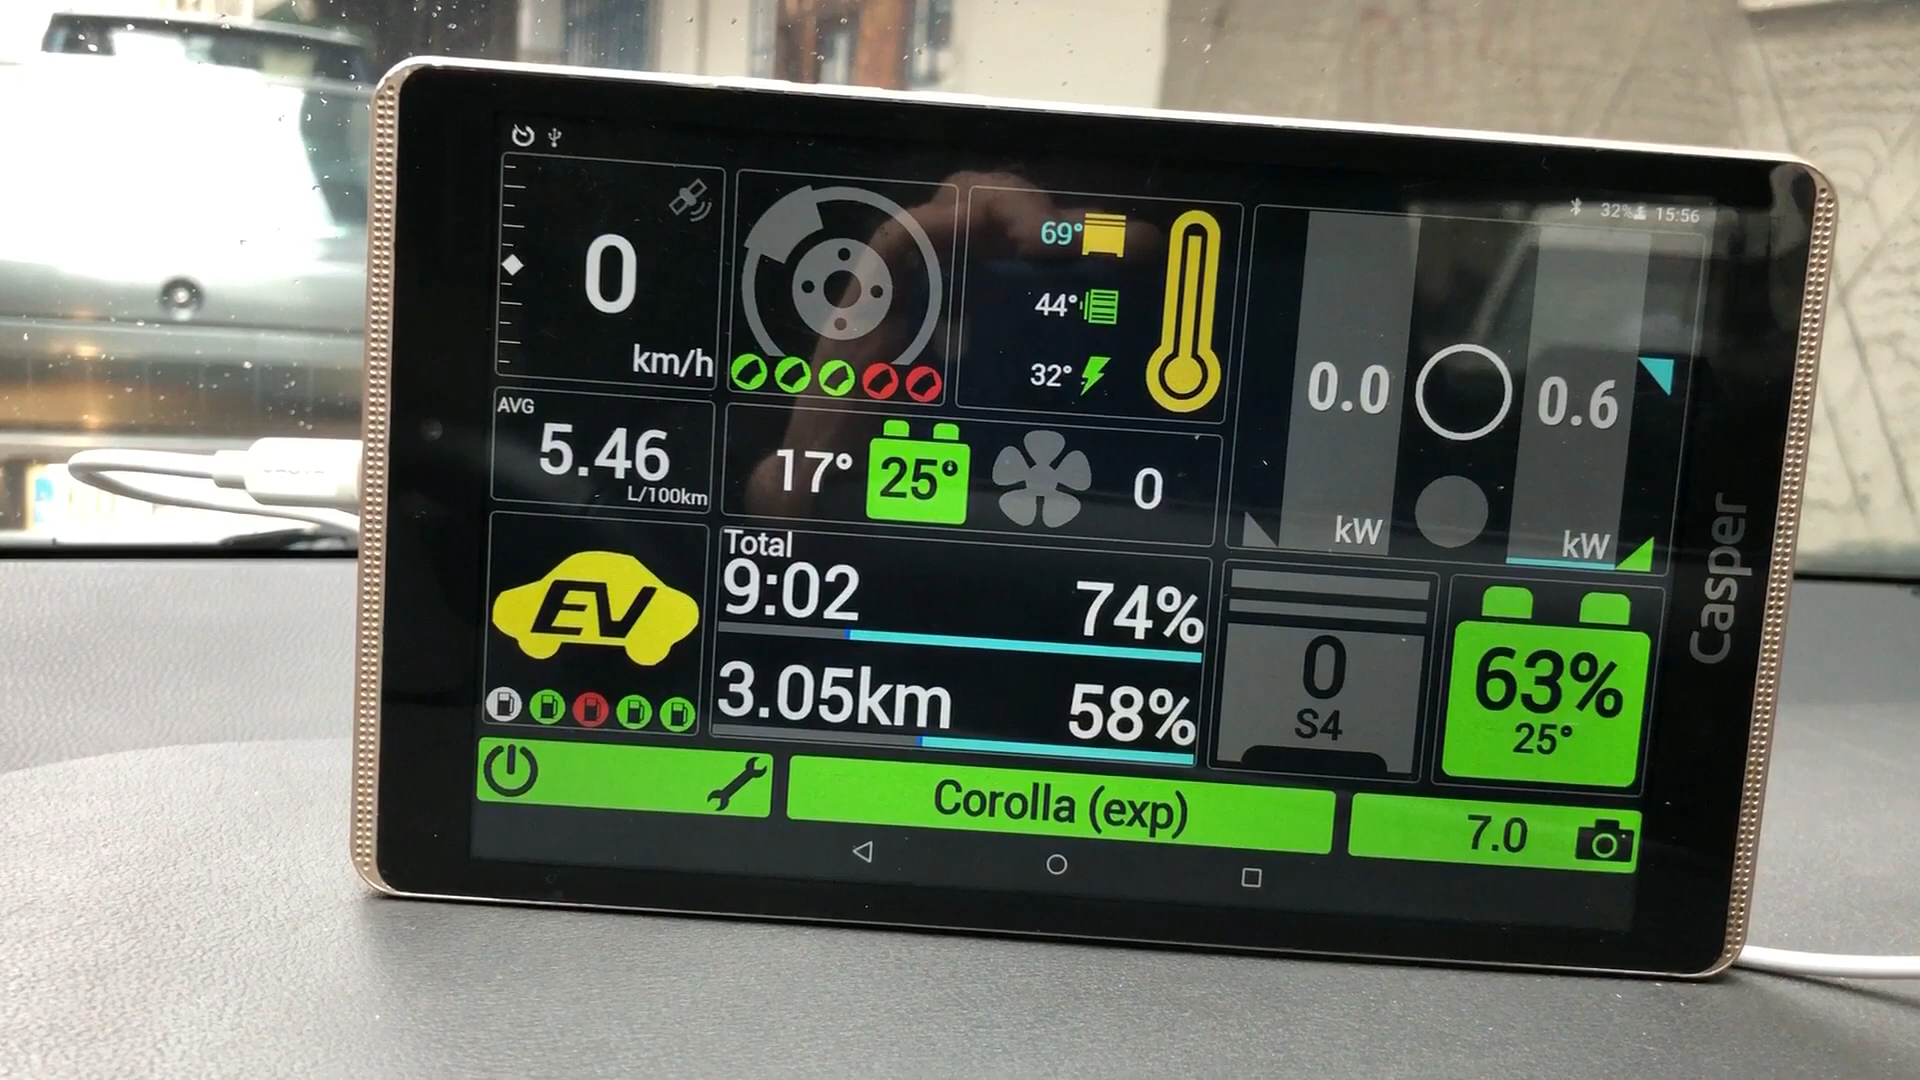 32% 15:56
0
km/h
69°
44°
32°
0.0
kW
0.6
kW
AVG
5.46
L/100km
17°
25°
0
EV
Total
9:02
74%
3.05km
58%
0
S4
63%
25°
Corolla (exp)
7.0
Casper